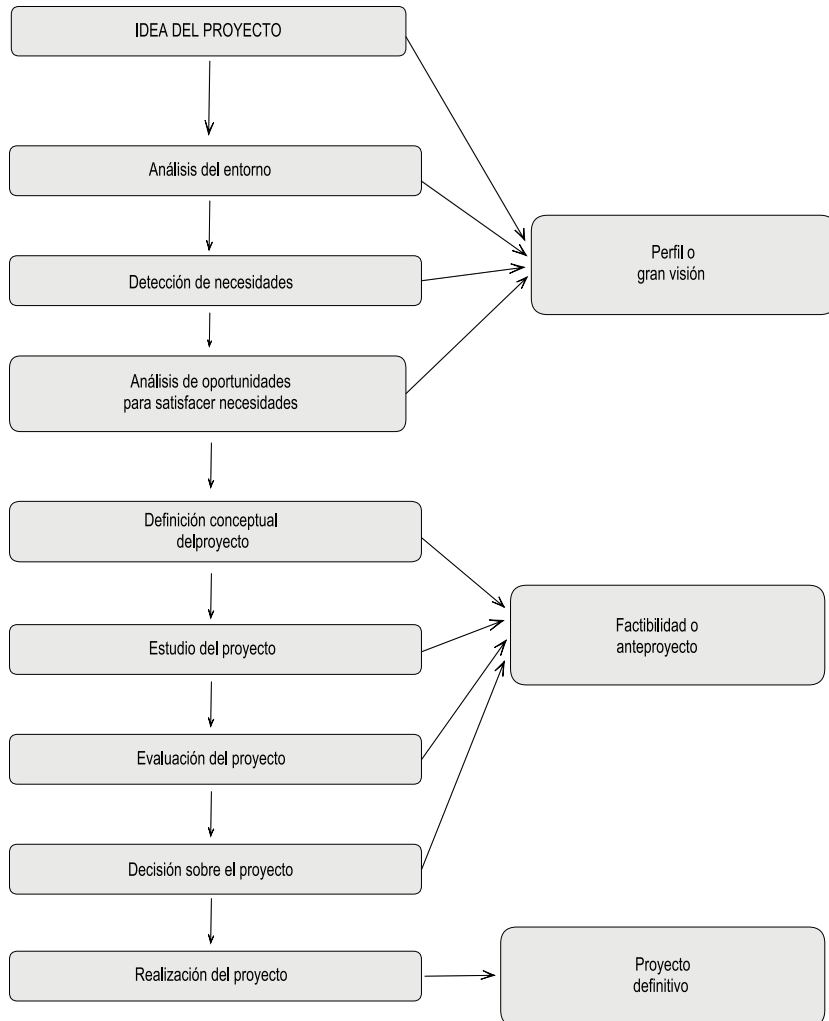 IDEA DEL PROYECTO
Análisis del entorno
Detección de necesidades
Perfil o
gran visión
Análisis de oportunidades
para satisfacer necesidades
Definición conceptual
delproyecto
Estudio del proyecto
Factibilidad o
anteproyecto
Evaluación del proyecto
Decisión sobre el proyecto
Realización del proyecto
Proyecto
definitivo